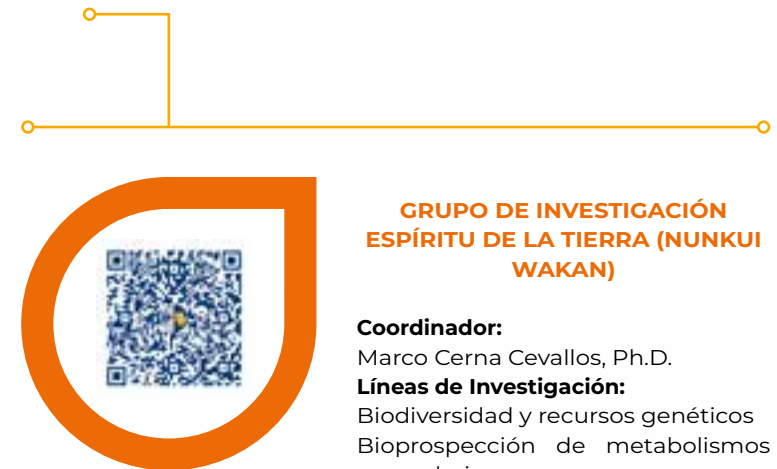 GRUPO DE INVESTIGACIÓN
ESPÍRITU DE LA TIERRA (NUNKUI
WAKAN)
Coordinador:
Marco Cerna Cevallos, Ph.D.
Líneas de Investigación:
Biodiversidad y recursos genéticos
Bioprospección de metabolismos